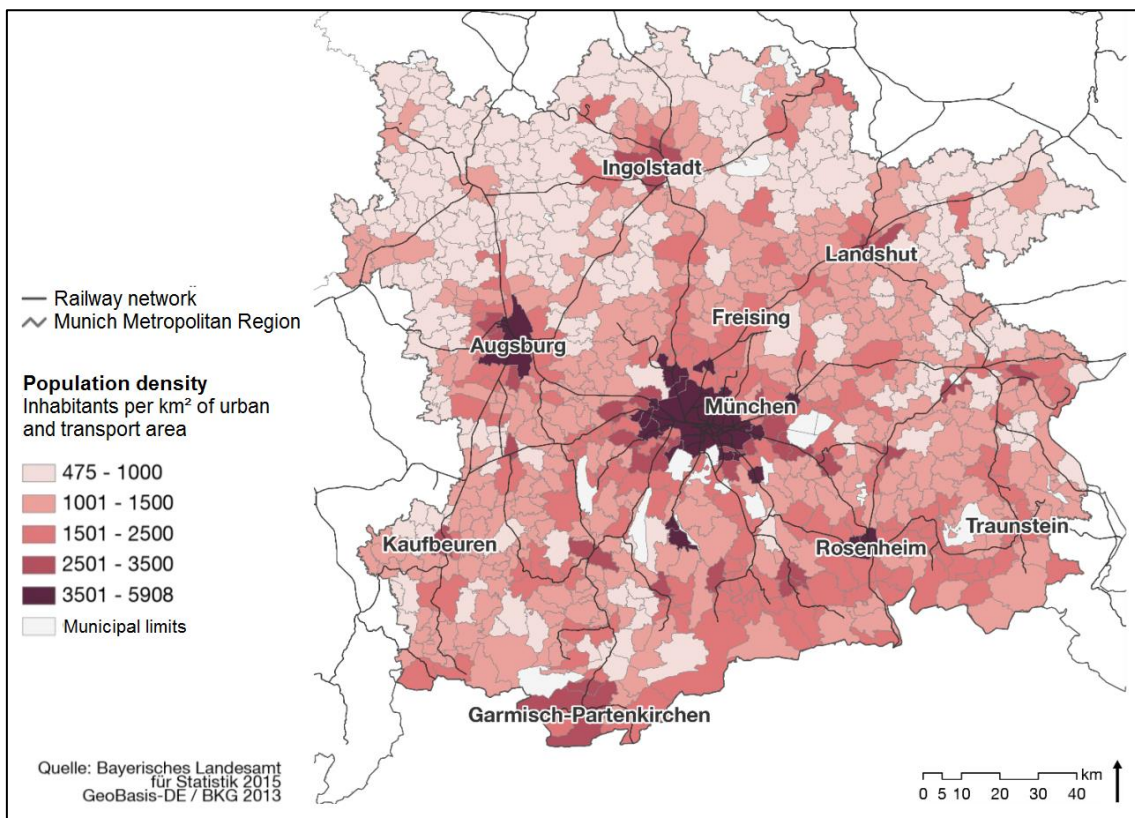 Ingolstadt
Landshut
Railway network
Munich Metropolitan Region
Freising
Augsburg
Population density
Inhabitants per km² of urban
and transport area
München
475 - 1000
1001 - 1500
1501 - 2500
2501 - 3500
3501 - 5908
Municipal limits
Kaufbeuren
Rosenheim
Traunstein
Garmisch-Partenkirchen
Quelle: Bayerisches Landesamt
für Statistik 2015
GeoBasis-DE / BKG 2013
km
0 5 10 20 30 40